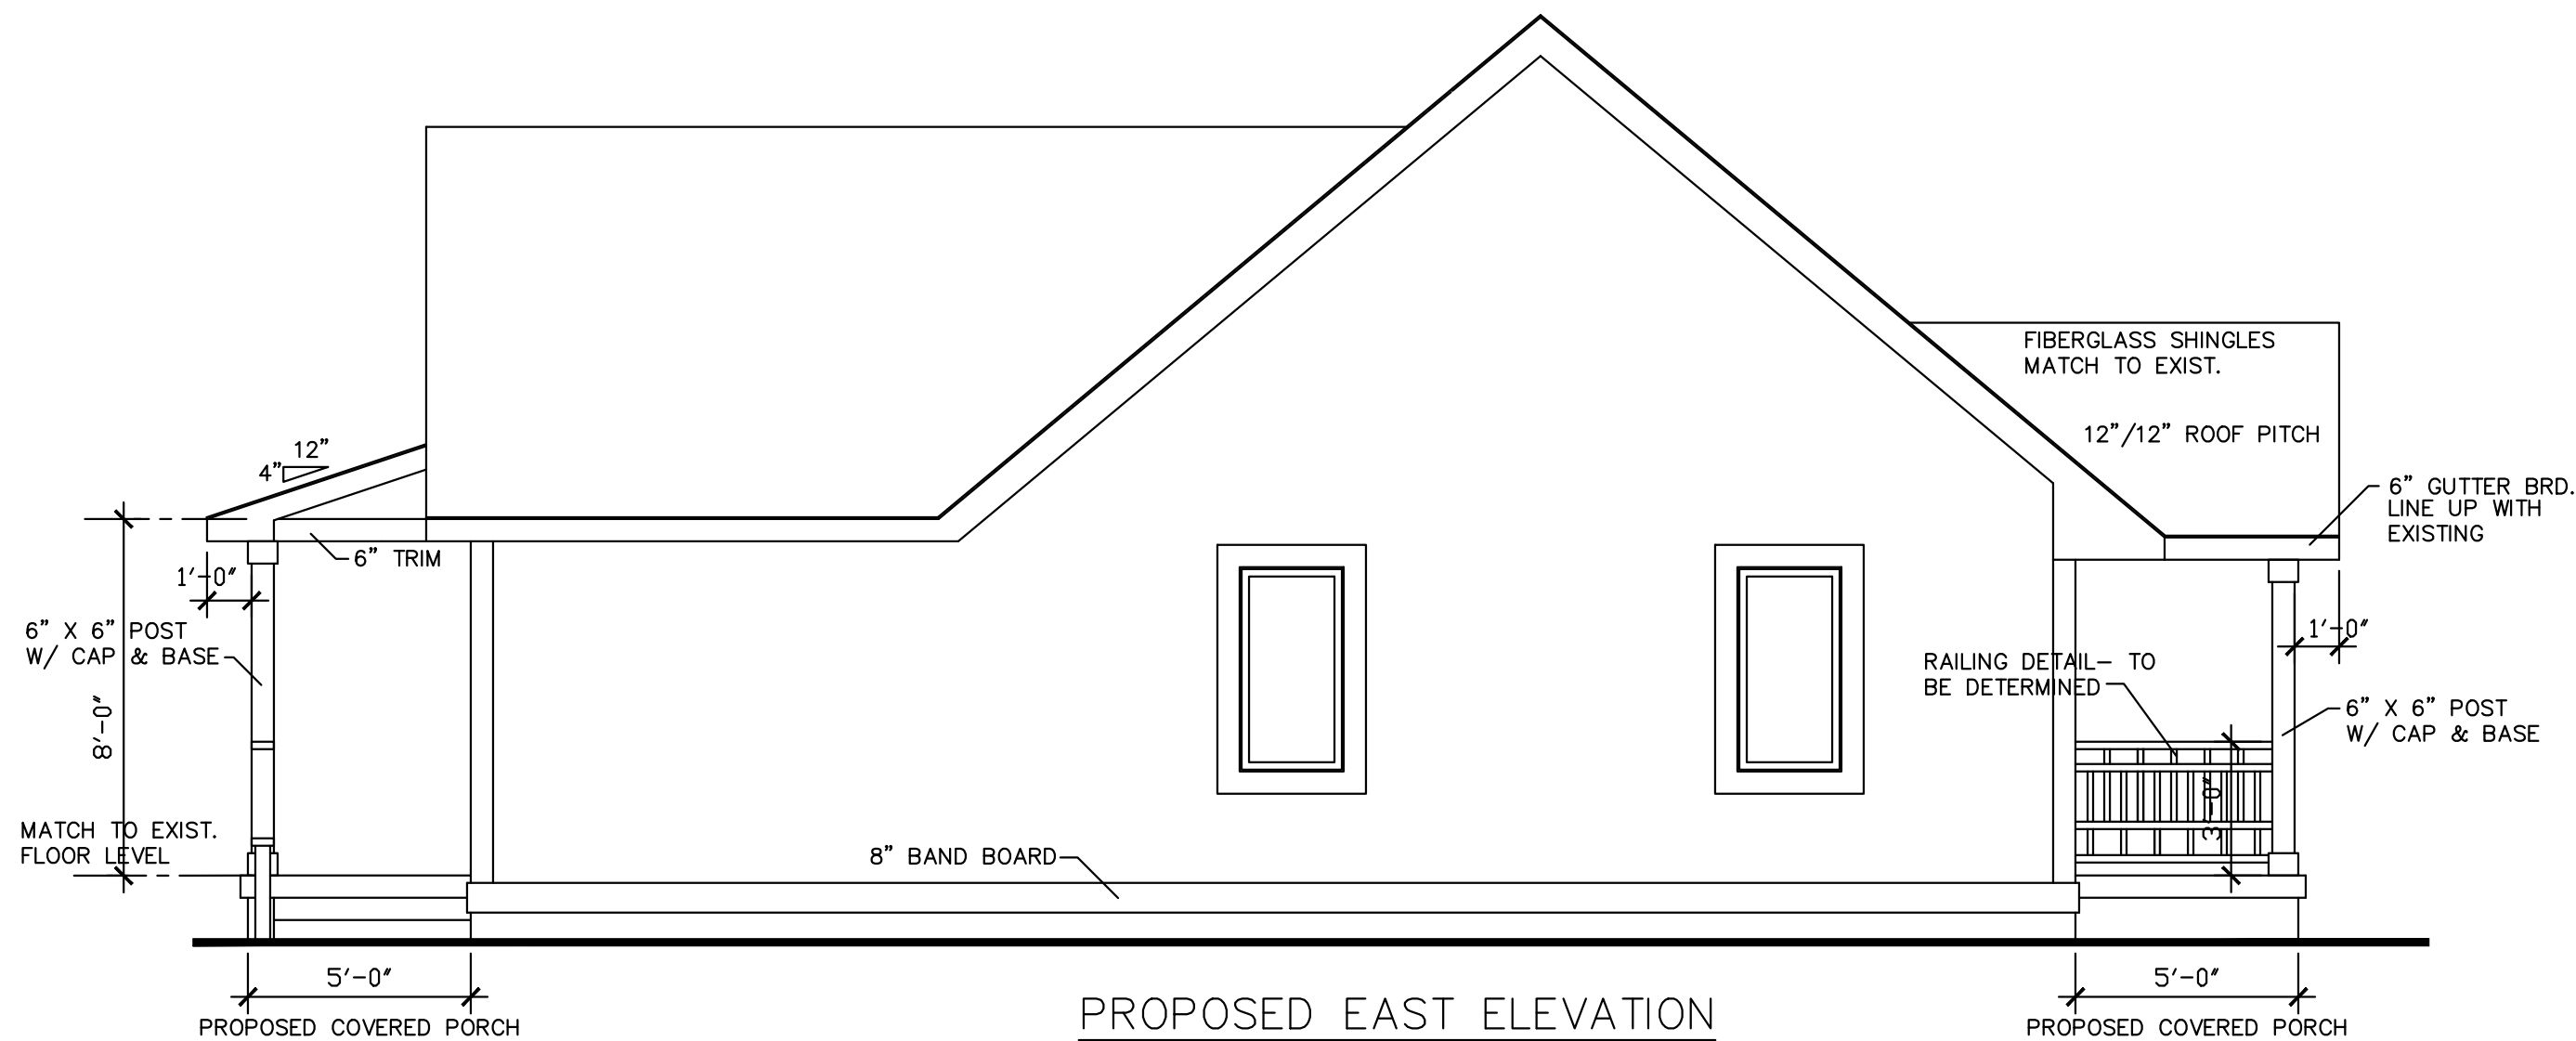 FIBERGLASS SHINGLES
MATCH TO EXIST.
12"/12" ROOF PITCH
12"
4"
6" GUTTER BRD.
LINE UP WITH
EXISTING
6" TRIM
1'-0"
6" X 6" POST
W/ CAP & BASE
8'-0"
1'-0"
RAILING DETAIL- TO
BE DETERMINED
6" X 6" POST
W/ CAP & BASE
3'-0"
MATCH TO EXIST.
FLOOR LEVEL
8" BAND BOARD
5'-0"
PROPOSED COVERED PORCH
PROPOSED EAST ELEVATION
5'-0"
PROPOSED COVERED PORCH